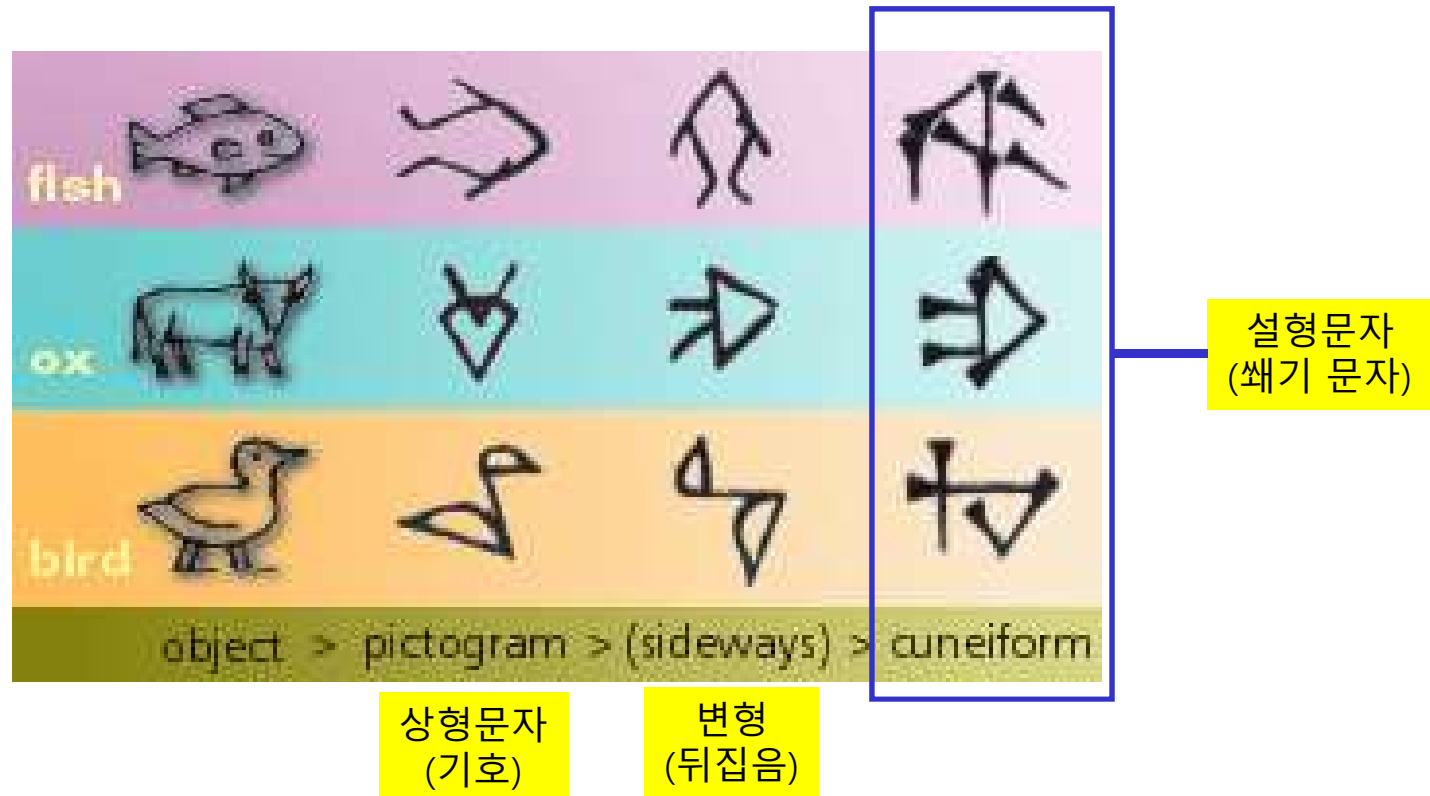 fish
ox
bird
object > pictogram > (sideways) > cuneiform
설형문자
(쐐기 문자)
상형문자
(기호)
변형
(뒤집음)